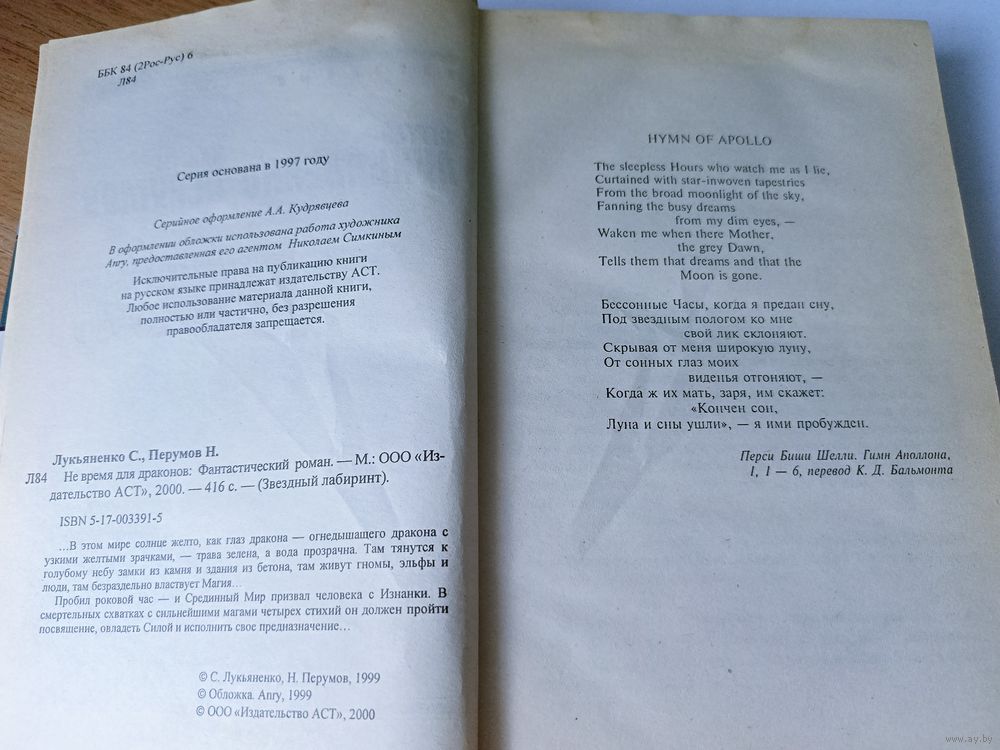 ББК 84 (2Рос-Рус) 6
Л84
Серия основана в 1997 году
Серийное оформление А.А. Кудрявцева
В оформлении обложки использована работа художника
Anry, предоставленная его агентом Николаем Симкиным
Исключительные права на публикацию книги
на русском языке принадлежат издательству АСТ.
Любое использование материала данной книги,
полностью или частично, без разрешения
правообладателя запрещается.
Лукьяненко С., Перумов Н.
Л84 Не время для драконов: Фантастический роман. — М.: ООО «Из-
дательство АСТ», 2000. — 416 с. — (Звездный лабиринт).
ISBN 5-17-003391-5
...В этом мире солнце желто, как глаз дракона — огнедышащего дракона с
узкими желтыми зрачками, — трава зелена, а вода прозрачна. Там тянутся к
голубому небу замки из камня и здания из бетона, там живут гномы, эльфы и
люди, там безраздельно властвует Магия...
Пробил роковой час — и Срединный Мир призвал человека с Изнанки. В
смертельных схватках с сильнейшими магами четырех стихий он должен пройти
посвящение, овладеть Силой и исполнить свое предназначение...
© С. Лукьяненко, Н. Перумов, 1999
© Обложка. Anry, 1999
© ООО «Издательство АСТ», 2000
HYMN OF APOLLO
The sleepless Hours who watch me as I lie,
Curtained with star-inwoven tapestries
From the broad moonlight of the sky,
Fanning the busy dreams
from my dim eyes, —
Waken me when there Mother,
the grey Dawn,
Tells them that dreams and that the
Moon is gone.
Бессонные Часы, когда я предан сну,
Под звездным пологом ко мне
свой лик склоняют.
Скрывая от меня широкую луну,
От сонных глаз моих
виденья отгоняют, —
Когда ж их мать, заря, им скажет:
«Кончен сон,
Луна и сны ушли», — я ими пробужден.
Перси Биши Шелли. Гимн Аполлона,
1, 1 — 6, перевод К. Д. Бальмонта
www.ay.by